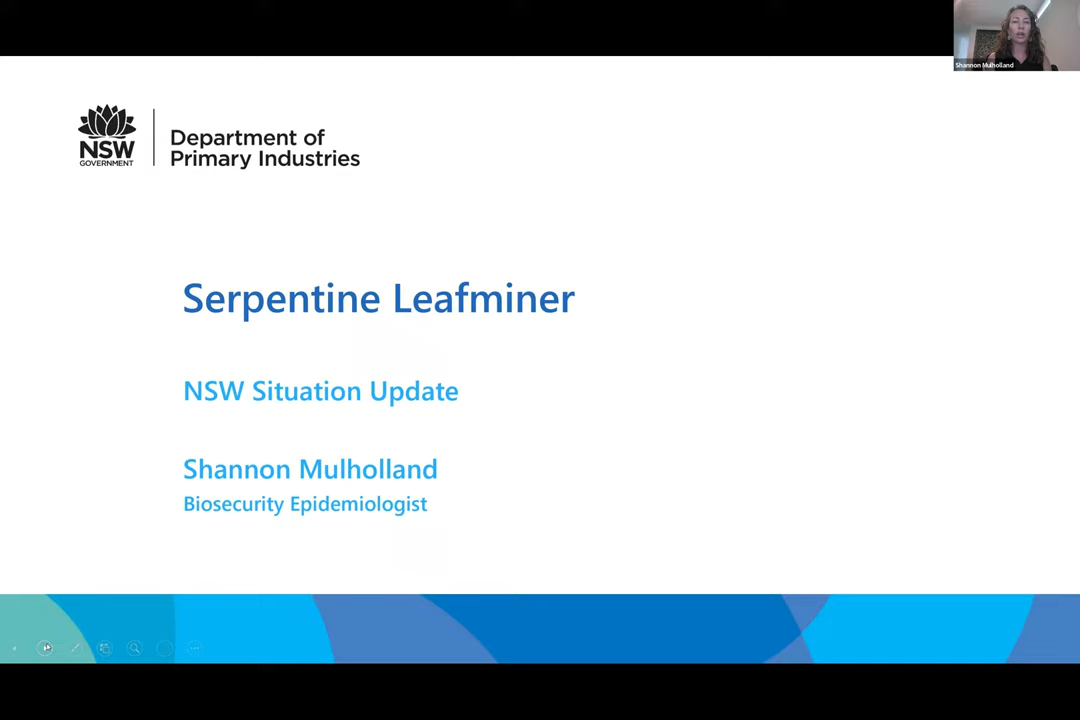 Shannon Mulholland
NSW
GOVERNMENT
Department of
Primary Industries
Serpentine Leafminer
NSW Situation Update
Shannon Mulholland
Biosecurity Epidemiologist